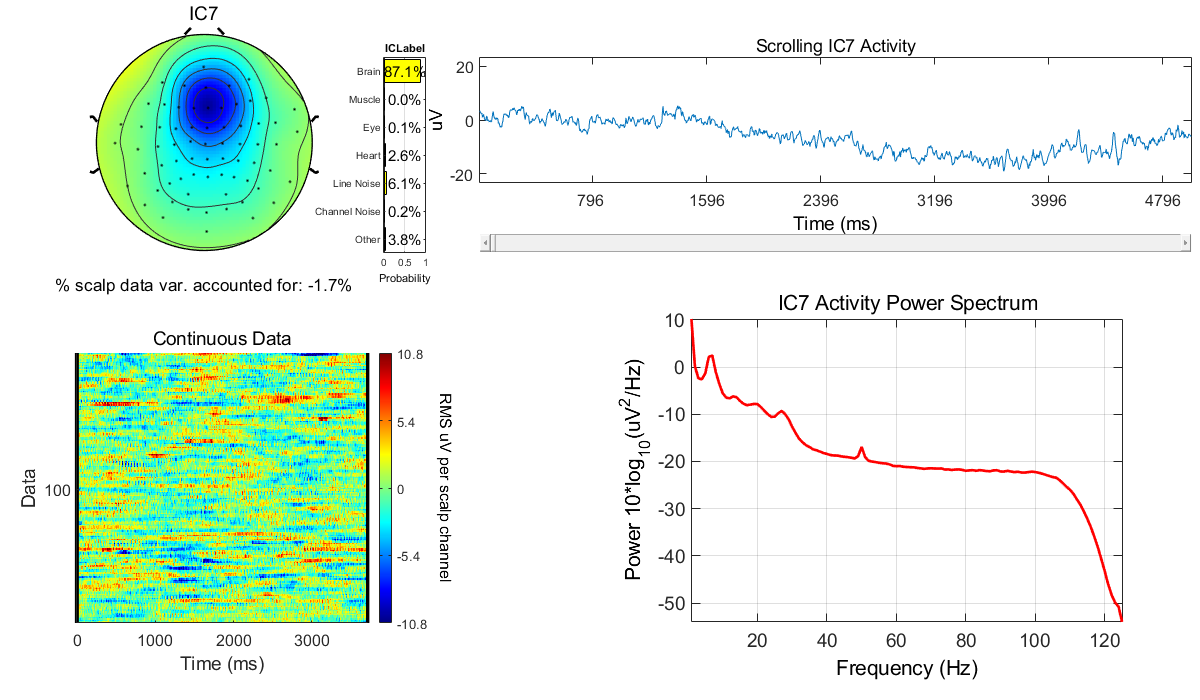 IC7
ICLabel
Brain 87.1%
Muscle 0.0%
Eye 0.1%
Heart 2.6%
Line Noise 6.1%
Channel Noise 0.2%
Other 3.8%
0 0.5 1
Probability
% scalp data var. accounted for: -1.7%
Scrolling IC7 Activity
uV
20
0
-20
796 1596 2396 3196 3996 4796
Time (ms)
Continuous Data
Data
100
0 1000 2000 3000
Time (ms)
10.8
5.4
0
-5.4
-10.8
RMS uV per scalp channel
IC7 Activity Power Spectrum
Power 10*log10(uV2/Hz)
10
0
-10
-20
-30
-40
-50
20 40 60 80 100 120
Frequency (Hz)